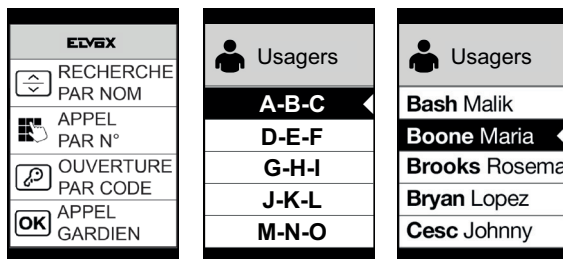 ELVOX
RECHERCHE
PAR NOM
APPEL
PAR N°
OUVERTURE
PAR CODE
OK APPEL
GARDIEN
Usagers
A-B-C
D-E-F
G-H-I
J-K-L
M-N-O
Usagers
Bash Malik
Boone Maria
Brooks Rosema
Bryan Lopez
Cesc Johnny